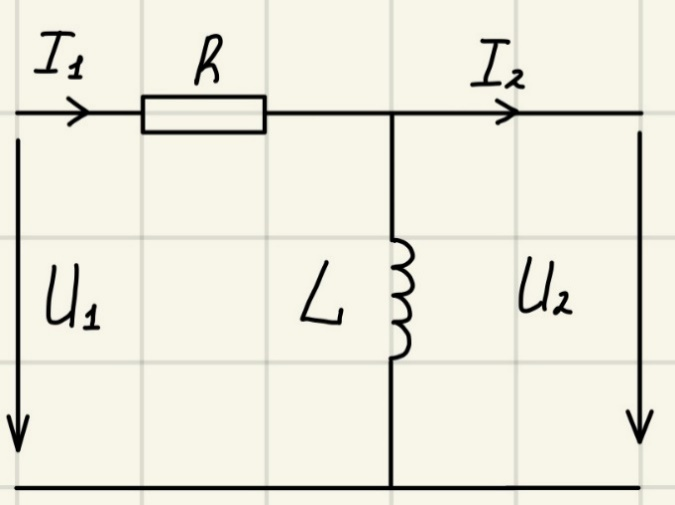 I₁ R I₂
U₁ L U₂